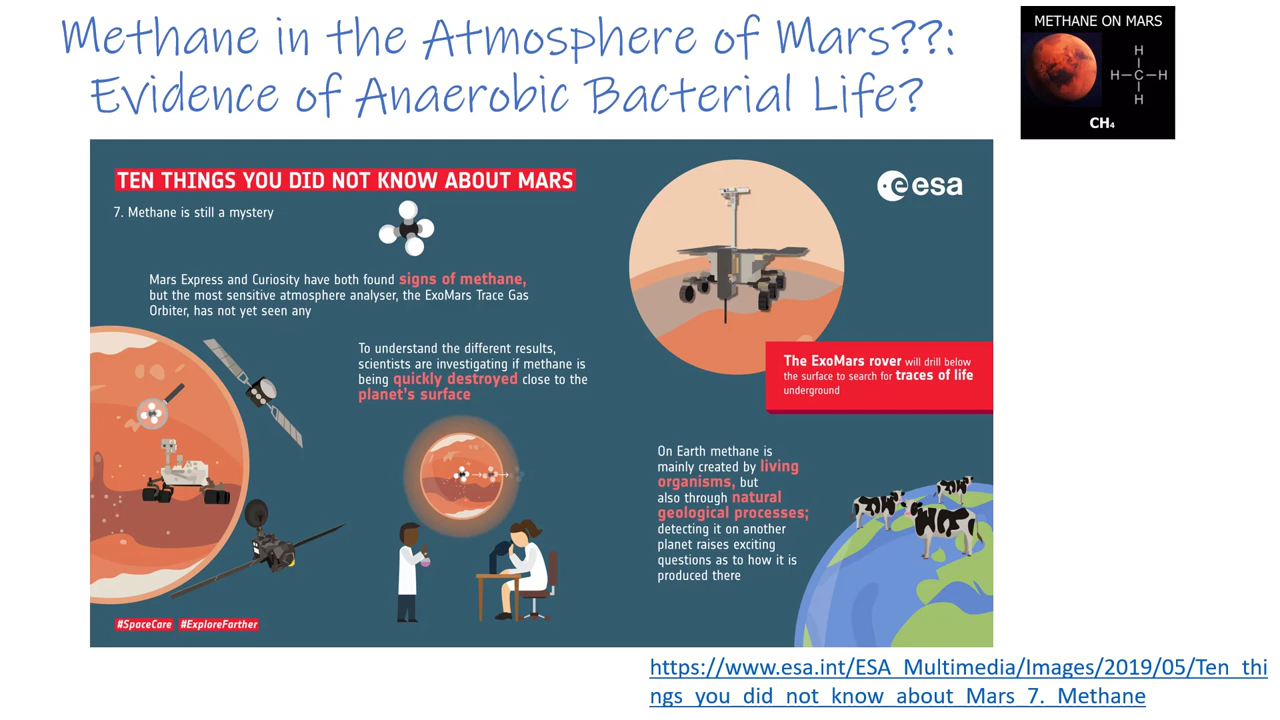 Methane in the Atmosphere of Mars??:
Evidence of Anaerobic Bacterial Life?
METHANE ON MARS
H
H-C-H
H
CH₄
TEN THINGS YOU DID NOT KNOW ABOUT MARS
7. Methane is still a mystery
esa
Mars Express and Curiosity have both found signs of methane,
but the most sensitive atmosphere analyser, the ExoMars Trace Gas
Orbiter, has not yet seen any
To understand the different results,
scientists are investigating if methane is
being quickly destroyed close to the
planet's surface
The ExoMars rover will drill below
the surface to search for traces of life
underground
On Earth methane is
mainly created by living
organisms, but
also through natural
geological processes;
detecting it on another
planet raises exciting
questions as to how it is
produced there
#SpaceCare #ExploreFarther
https://www.esa.int/ESA_Multimedia/Images/2019/05/Ten_thi
ngs_you_did_not_know_about_Mars_7._Methane